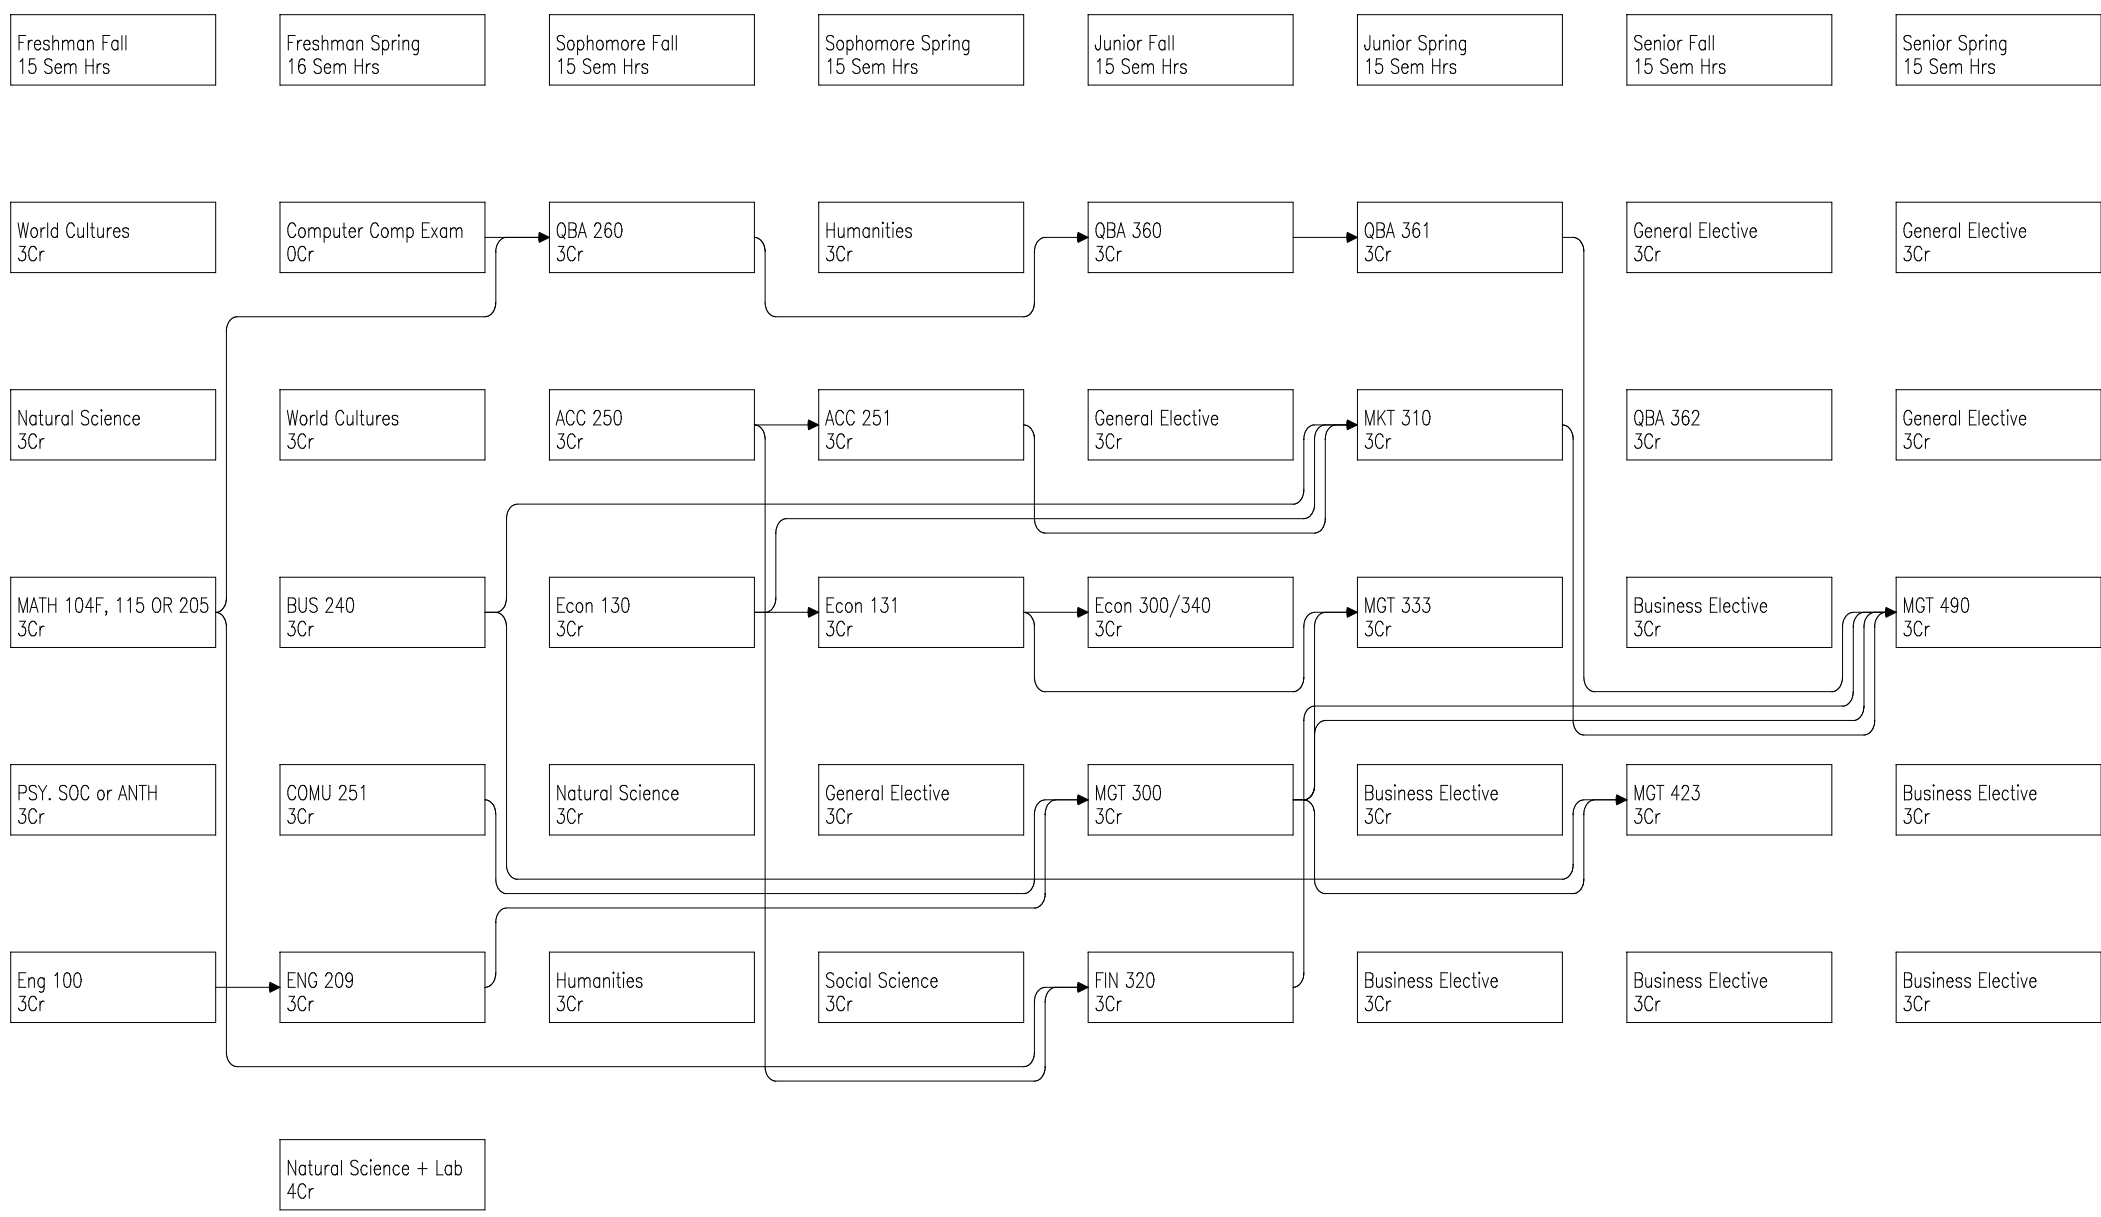 Freshman Fall
15 Sem Hrs
Freshman Spring
16 Sem Hrs
Sophomore Fall
15 Sem Hrs
Sophomore Spring
15 Sem Hrs
Junior Fall
15 Sem Hrs
Junior Spring
15 Sem Hrs
Senior Fall
15 Sem Hrs
Senior Spring
15 Sem Hrs
World Cultures
3Cr
Computer Comp Exam
0Cr
QBA 260
3Cr
Humanities
3Cr
QBA 360
3Cr
QBA 361
3Cr
General Elective
3Cr
General Elective
3Cr
Natural Science
3Cr
World Cultures
3Cr
ACC 250
3Cr
ACC 251
3Cr
General Elective
3Cr
MKT 310
3Cr
QBA 362
3Cr
General Elective
3Cr
MATH 104F, 115 OR 205
3Cr
BUS 240
3Cr
Econ 130
3Cr
Econ 131
3Cr
Econ 300/340
3Cr
MGT 333
3Cr
Business Elective
3Cr
MGT 490
3Cr
PSY. SOC or ANTH
3Cr
COMU 251
3Cr
Natural Science
3Cr
General Elective
3Cr
MGT 300
3Cr
Business Elective
3Cr
MGT 423
3Cr
Business Elective
3Cr
Eng 100
3Cr
ENG 209
3Cr
Humanities
3Cr
Social Science
3Cr
FIN 320
3Cr
Business Elective
3Cr
Business Elective
3Cr
Business Elective
3Cr
Natural Science + Lab
4Cr